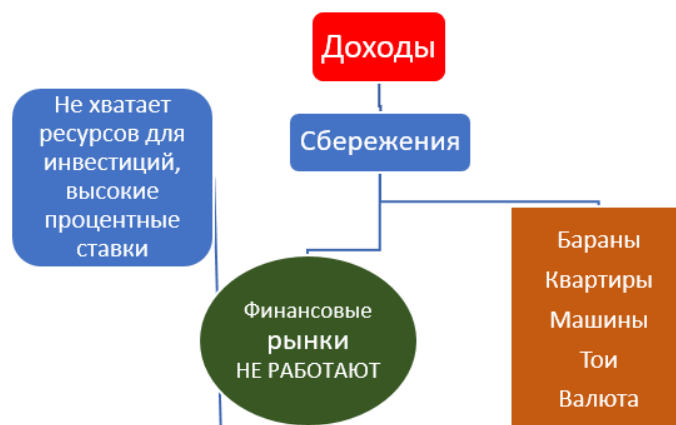 Доходы
Сбережения
Не хватает
ресурсов для
инвестиций,
высокие
процентные
ставки
Финансовые
рынки
НЕ РАБОТАЮТ
Бараны
Квартиры
Машины
Тои
Валюта